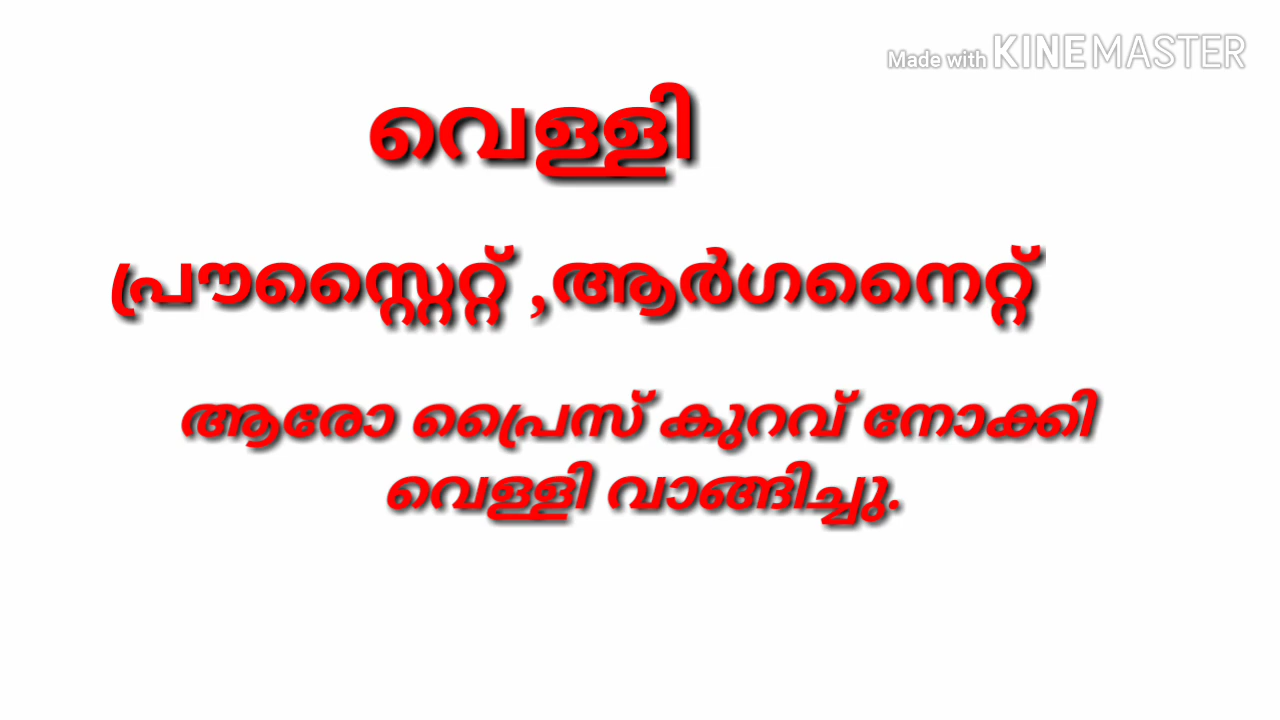 Made with KINEMASTER
വെള്ളി
പ്രൗസ്റ്റൈറ്റ് ,ആർഗനൈറ്റ്
ആരോ പ്രൈസ് കുറവ് നോക്കി
വെള്ളി വാങ്ങിച്ചു.